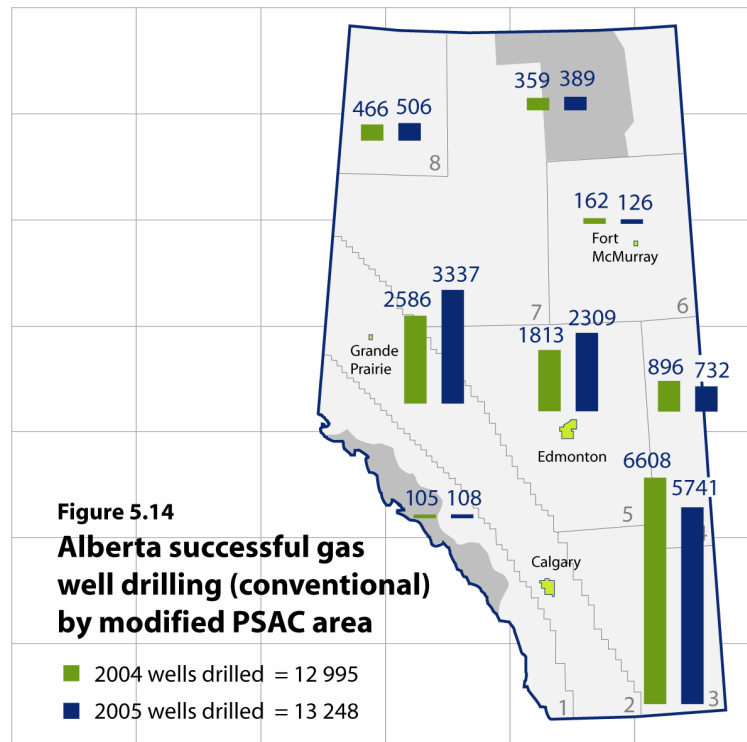 359 389
466 506
8
162 126
Fort
McMurray
3337
2586
7
6
2309
1813
Grande
Prairie
896 732
Edmonton
6608
5741
105 108
5
4
Figure 5.14
Alberta successful gas
well drilling (conventional)
by modified PSAC area
Calgary
2004 wells drilled = 12 995
2005 wells drilled = 13 248
1
2
3